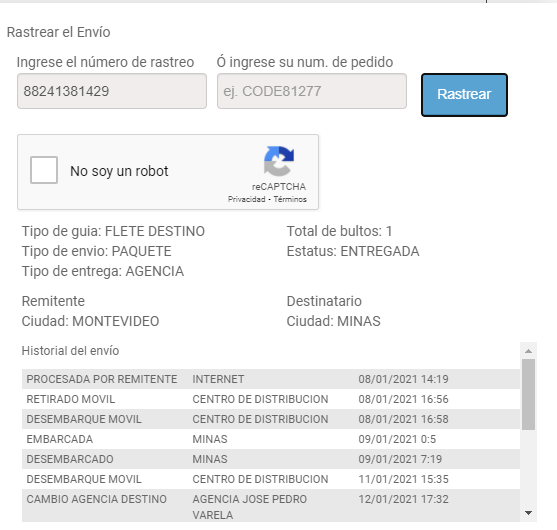 Rastrear el Envío
Ingrese el número de rastreo Ó ingrese su num. de pedido
88241381429 ej. CODE81277 Rastrear
No soy un robot
reCAPTCHA
Privacidad - Términos
Tipo de guia: FLETE DESTINO Total de bultos: 1
Tipo de envio: PAQUETE Estatus: ENTREGADA
Tipo de entrega: AGENCIA
Remitente Destinatario
Ciudad: MONTEVIDEO Ciudad: MINAS
Historial del envío
PROCESADA POR REMITENTE INTERNET 08/01/2021 14:19
RETIRADO MOVIL CENTRO DE DISTRIBUCION 08/01/2021 16:56
DESEMBARQUE MOVIL CENTRO DE DISTRIBUCION 08/01/2021 16:58
EMBARCADA MINAS 09/01/2021 0:5
DESEMBARCADO MINAS 09/01/2021 7:19
DESEMBARQUE MOVIL CENTRO DE DISTRIBUCION 11/01/2021 15:35
CAMBIO AGENCIA DESTINO AGENCIA JOSE PEDRO 12/01/2021 17:32
VARELA